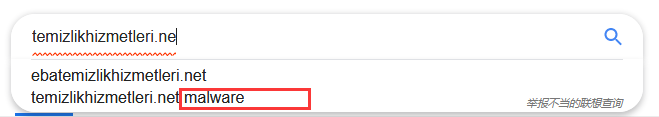 temizlikhizmetleri.ne
ebatemizlikhizmetleri.net
temizlikhizmetleri.net malware
举报不当的联想查询